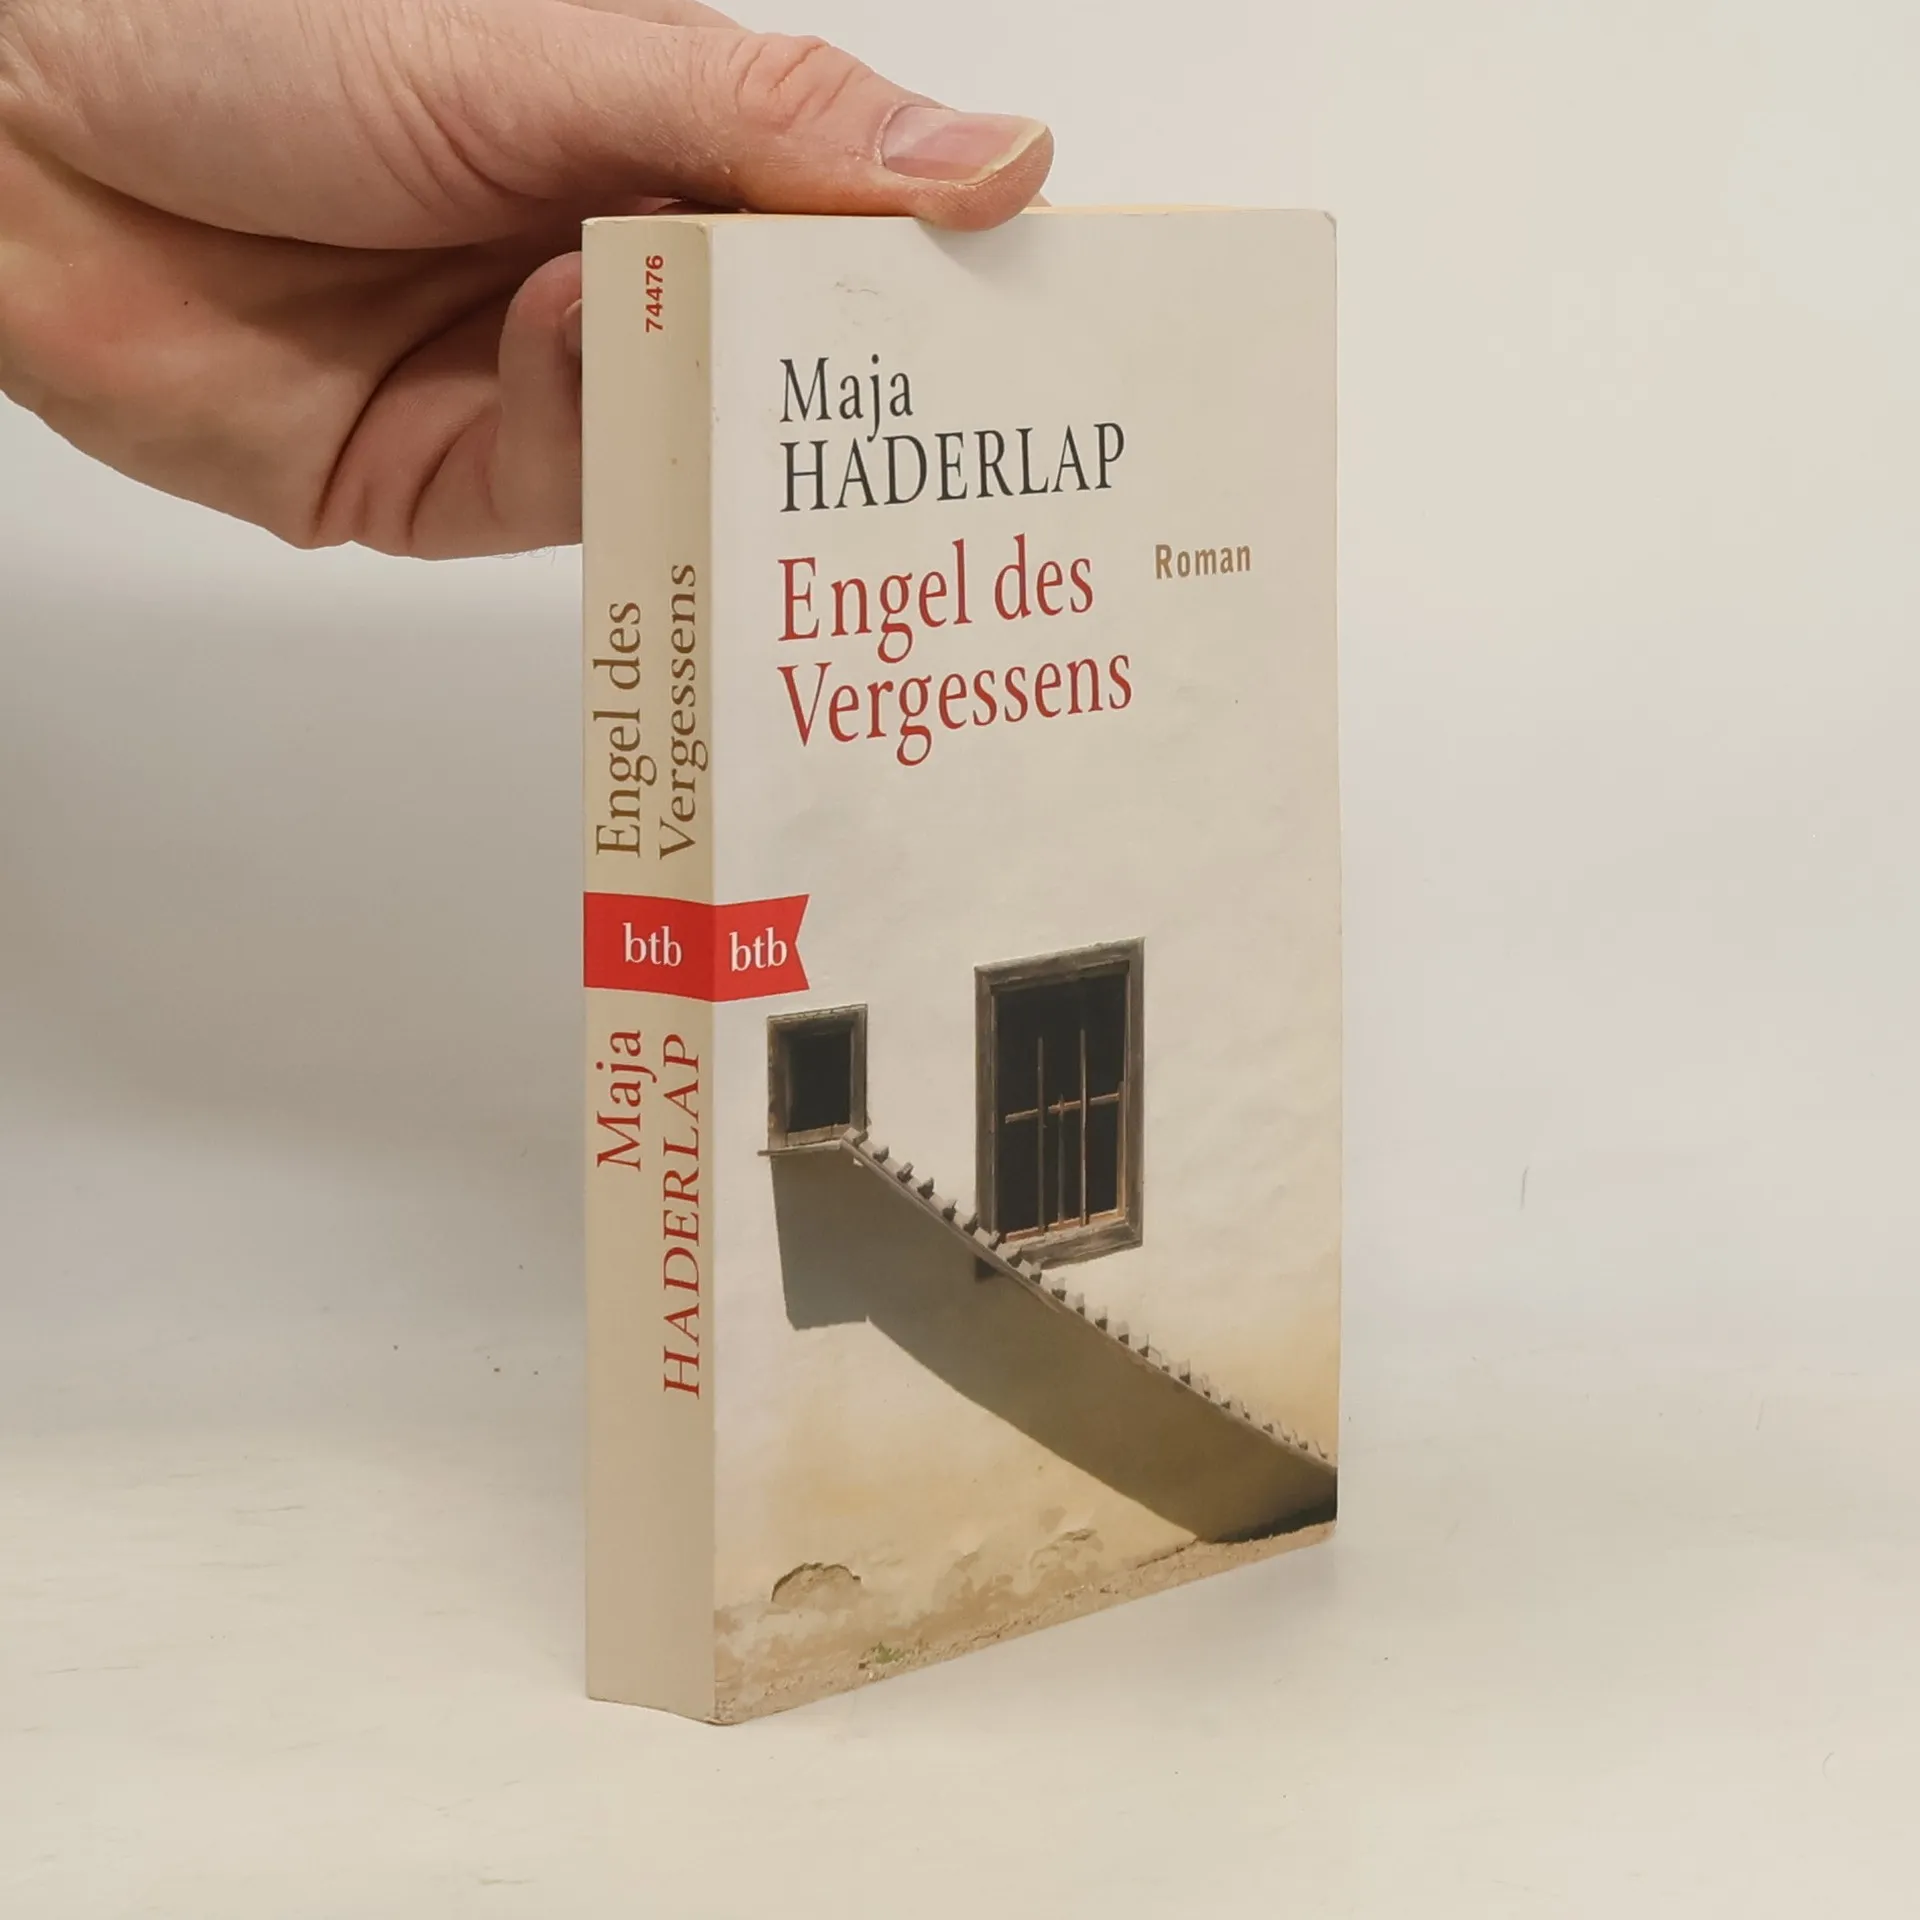 74476
Engel des
Vergessens
btb
Maja
HADERLAP
Maja
HADERLAP
Engel des
Vergessens
Roman
btb